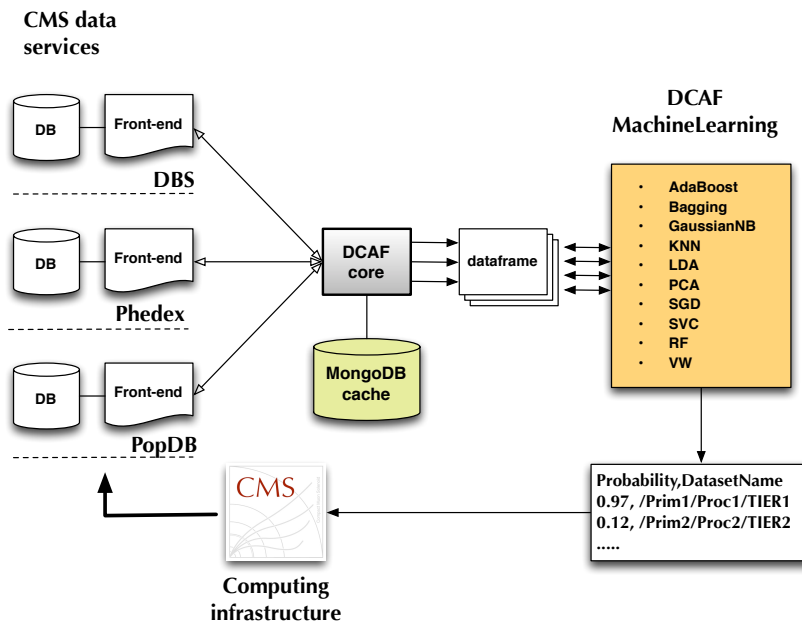 CMS data
services
DB
Front-end
DBS
DB
Front-end
Phedex
DB
Front-end
PopDB
DCAF
core
MongoDB
cache
dataframe
DCAF
MachineLearning
• AdaBoost
• Bagging
• GaussianNB
• KNN
• LDA
• PCA
• SGD
• SVC
• RF
• VW
Probability,DatasetName
0.97, /Prim1/Proc1/TIER1
0.12, /Prim2/Proc2/TIER2
.....
CMS
Computing
infrastructure